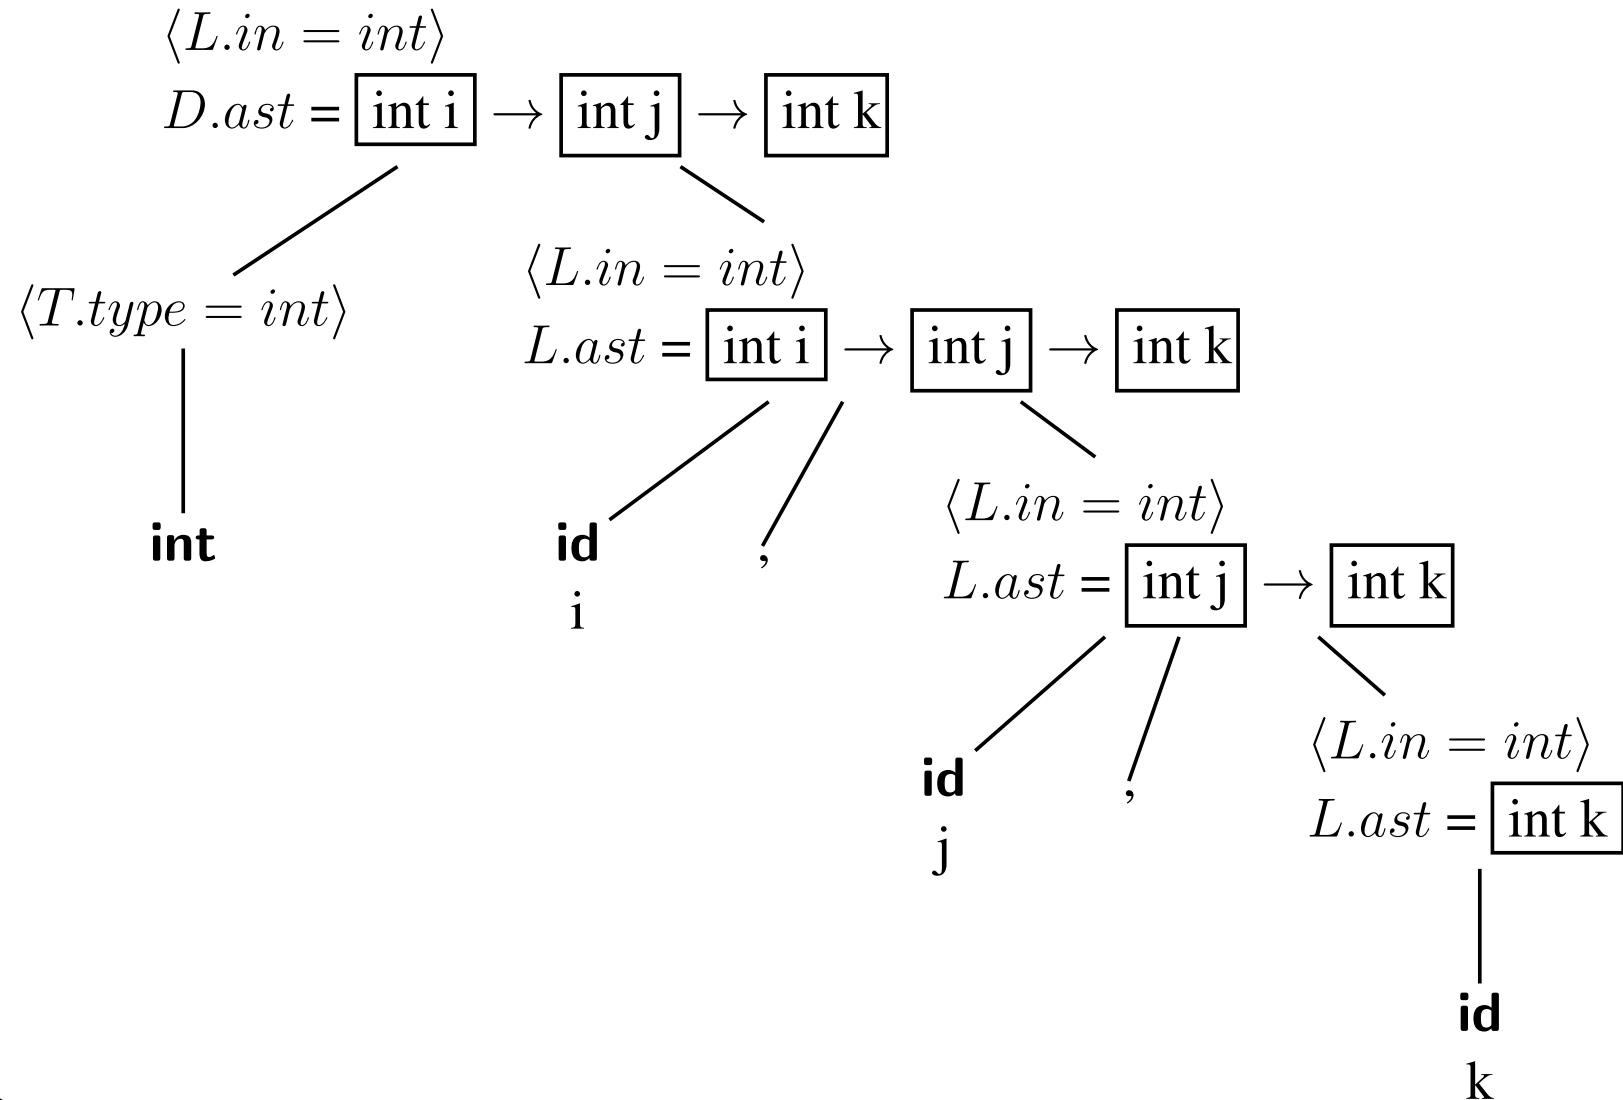 ⟨L.in = int⟩
D.ast = int i → int j → int k
⟨L.in = int⟩
⟨T.type = int⟩
L.ast = int i → int j → int k
⟨L.in = int⟩
int
id
,
i
L.ast = int j → int k
⟨L.in = int⟩
id
,
j
L.ast = int k
id
k